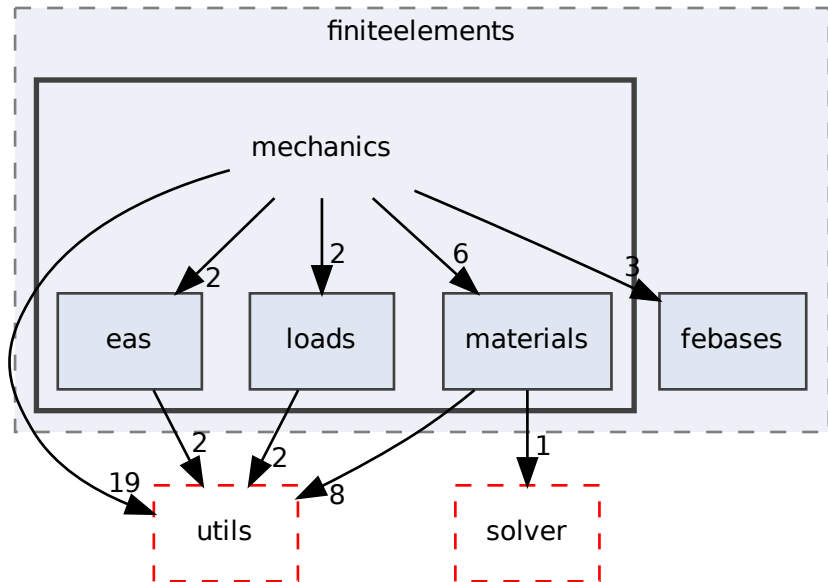 finiteelements
mechanics
2
2
6
3
eas
loads
materials
febases
2
2
1
19
8
utils
solver